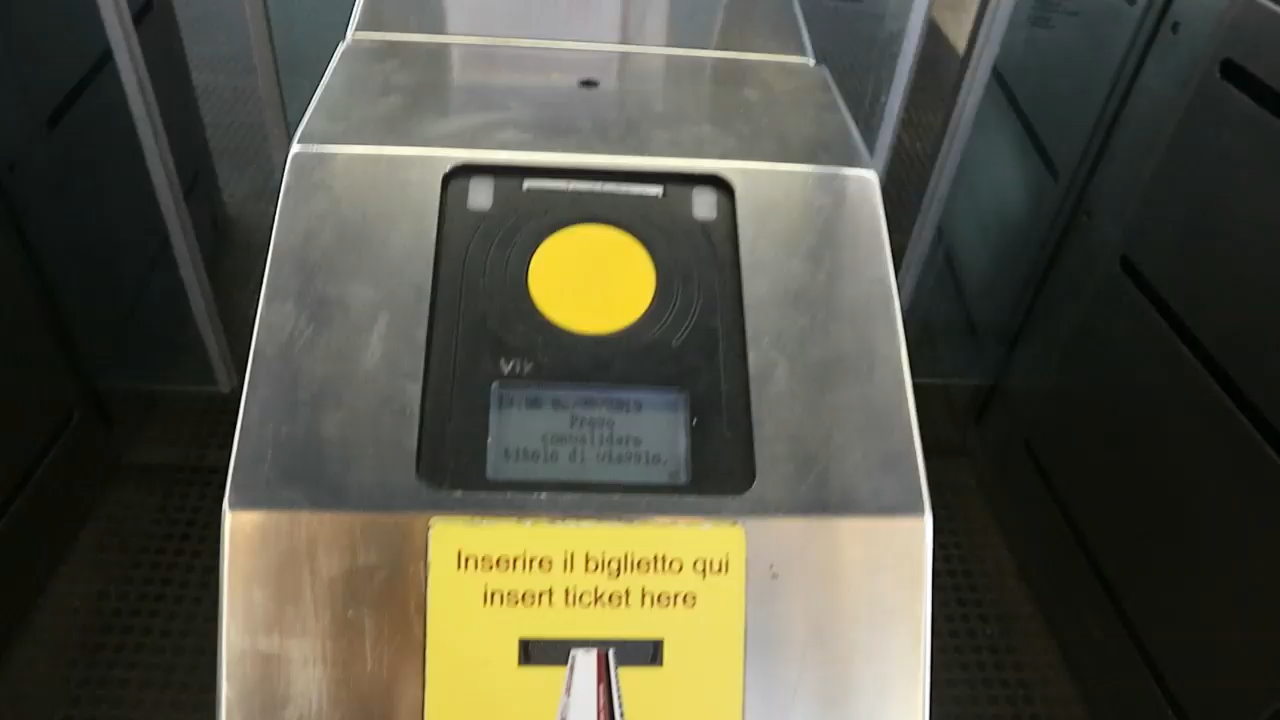 Prego
convalidare
titolo di viaggio.
Inserire il biglietto qui
insert ticket here